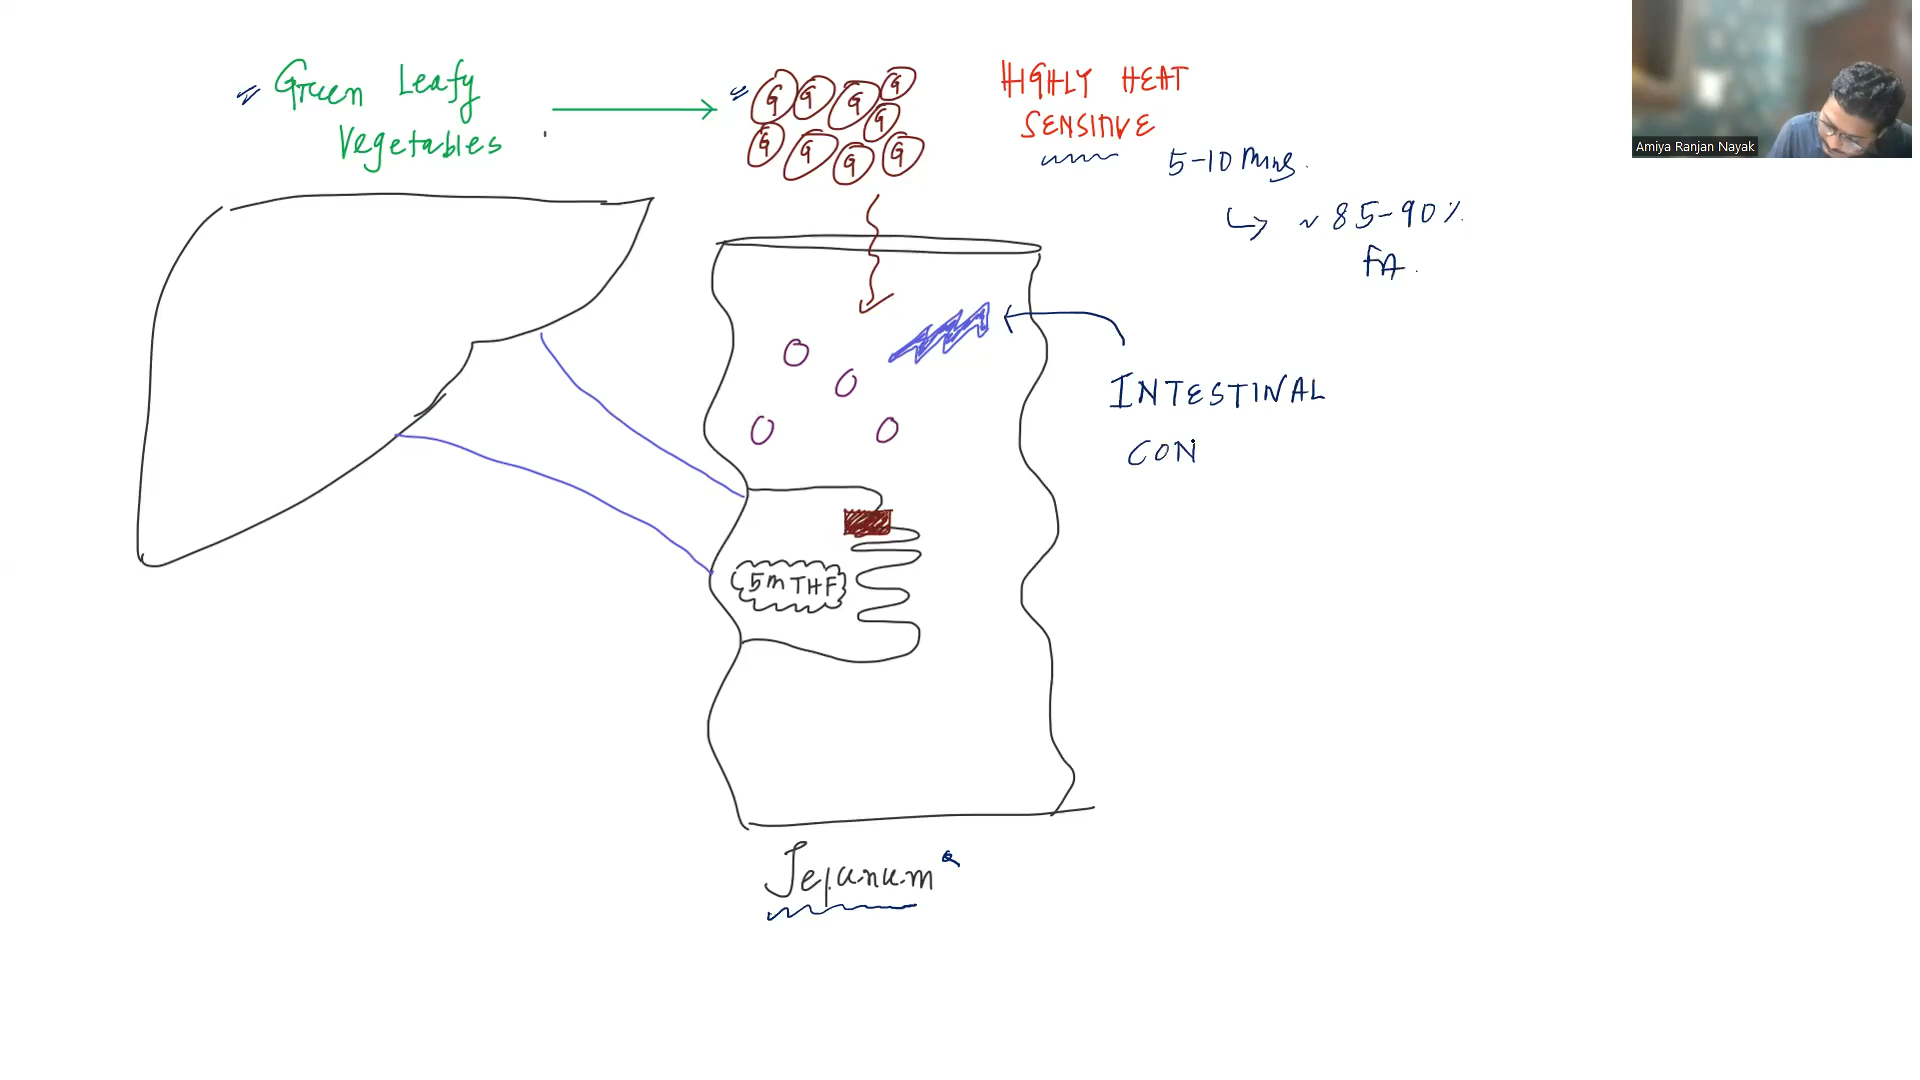 Green Leafy
Vegetables
G G G G
G
G G G G
HIGHLY HEAT
SENSITIVE
5-10 Mins.
~ 85-90%
FA.
INTESTINAL
CON
5mTHF
Jejunum
Amiya Ranjan Nayak